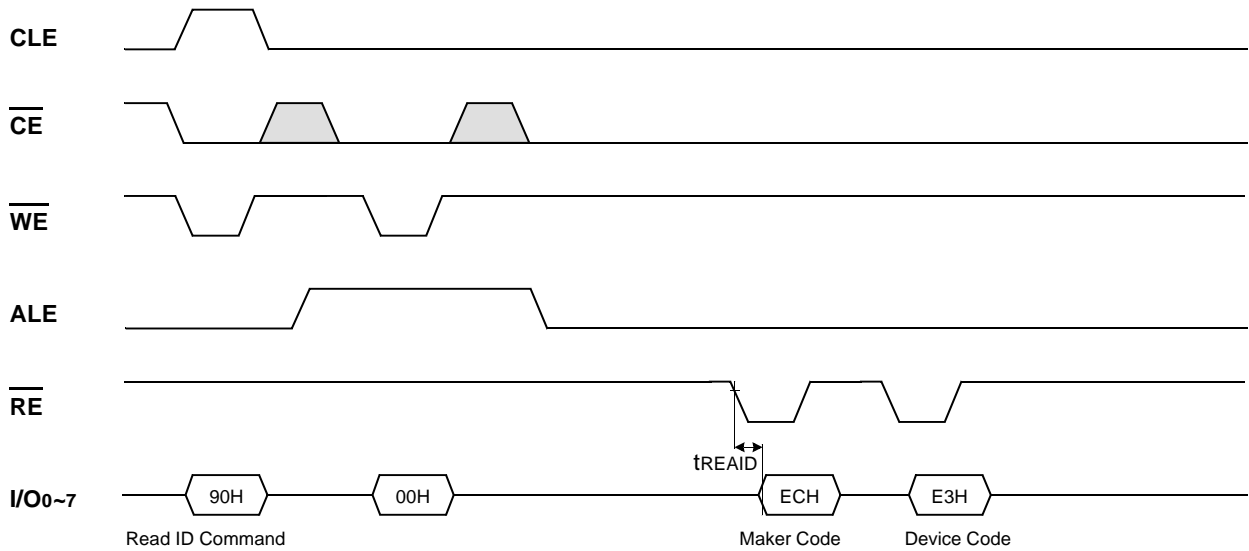 CLE
CE
WE
ALE
RE
tREAID
I/O0~7
90H
00H
ECH
E3H
Read ID Command
Maker Code
Device Code